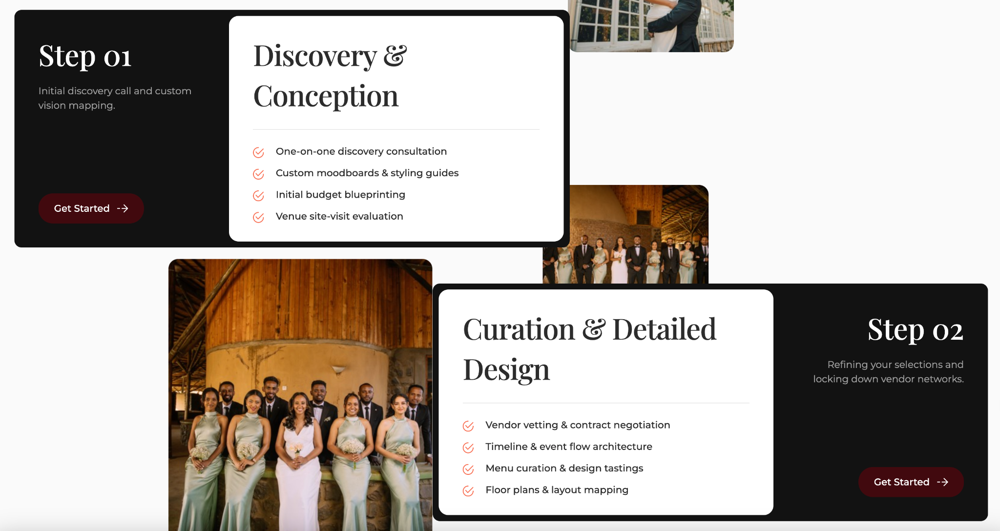 Step 01
Initial discovery call and custom
vision mapping.
Get Started
Discovery &
Conception
One-on-one discovery consultation
Custom moodboards & styling guides
Initial budget blueprinting
Venue site-visit evaluation
Curation & Detailed
Design
Vendor vetting & contract negotiation
Timeline & event flow architecture
Menu curation & design tastings
Floor plans & layout mapping
Step 02
Refining your selections and
locking down vendor networks.
Get Started